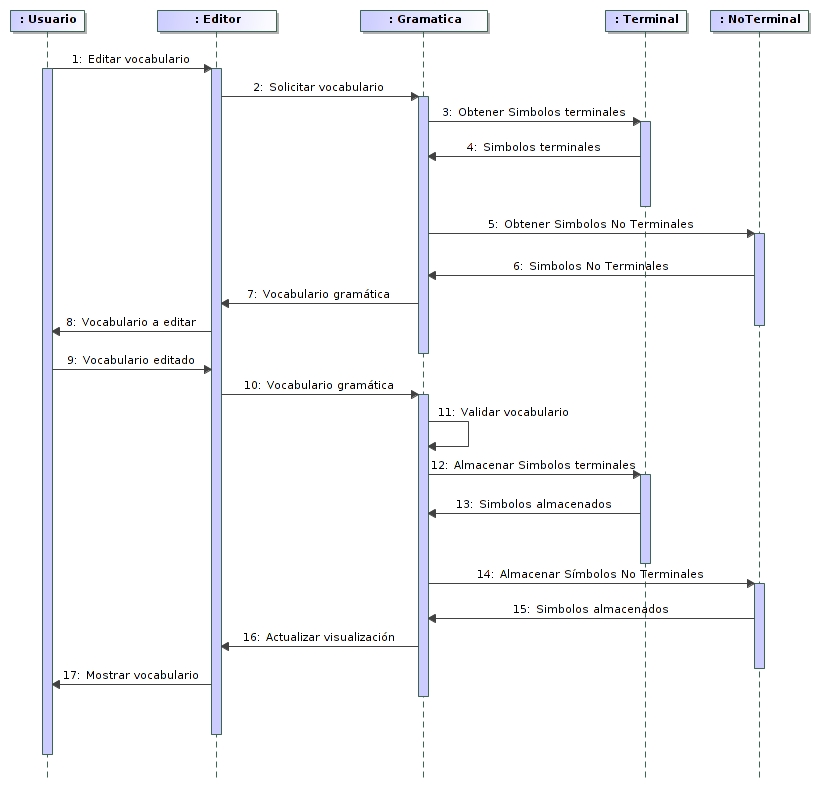 : Usuario
: Editor
: Gramatica
: Terminal
: NoTerminal
1: Editar vocabulario
2: Solicitar vocabulario
3: Obtener Simbolos terminales
4: Simbolos terminales
5: Obtener Simbolos No Terminales
6: Simbolos No Terminales
7: Vocabulario gramática
8: Vocabulario a editar
9: Vocabulario editado
10: Vocabulario gramática
11: Validar vocabulario
12: Almacenar Simbolos terminales
13: Simbolos almacenados
14: Almacenar Símbolos No Terminales
15: Simbolos almacenados
16: Actualizar visualización
17: Mostrar vocabulario